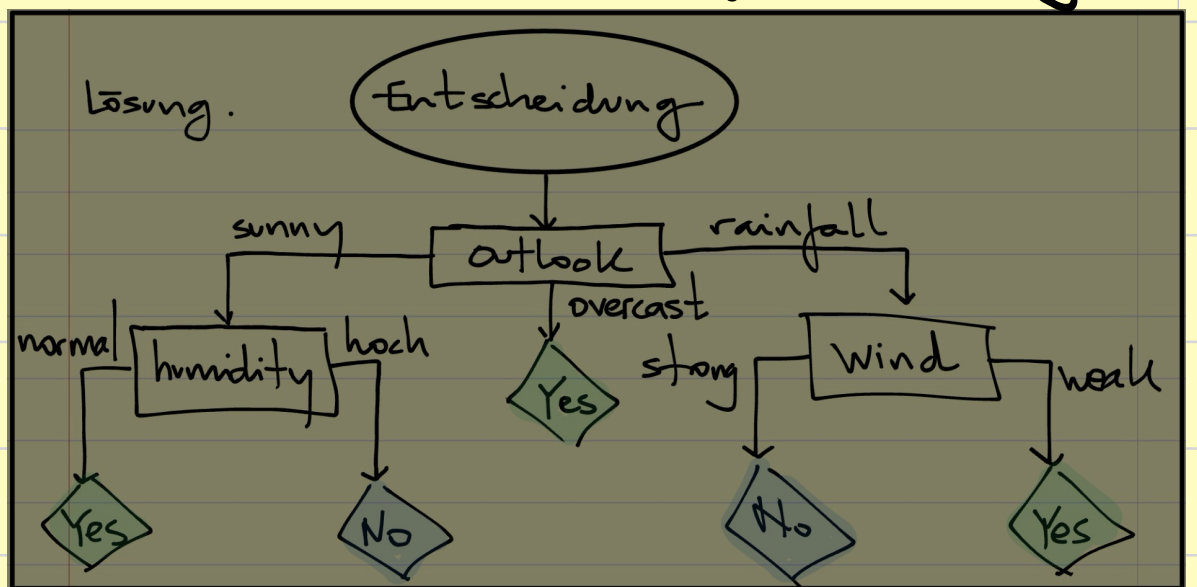 Lösung.
Entscheidung
sunny
outlook
rainfall
overcast
normal
humidity
hoch
Yes
strong
Wind
weak
Yes
No
No
Yes